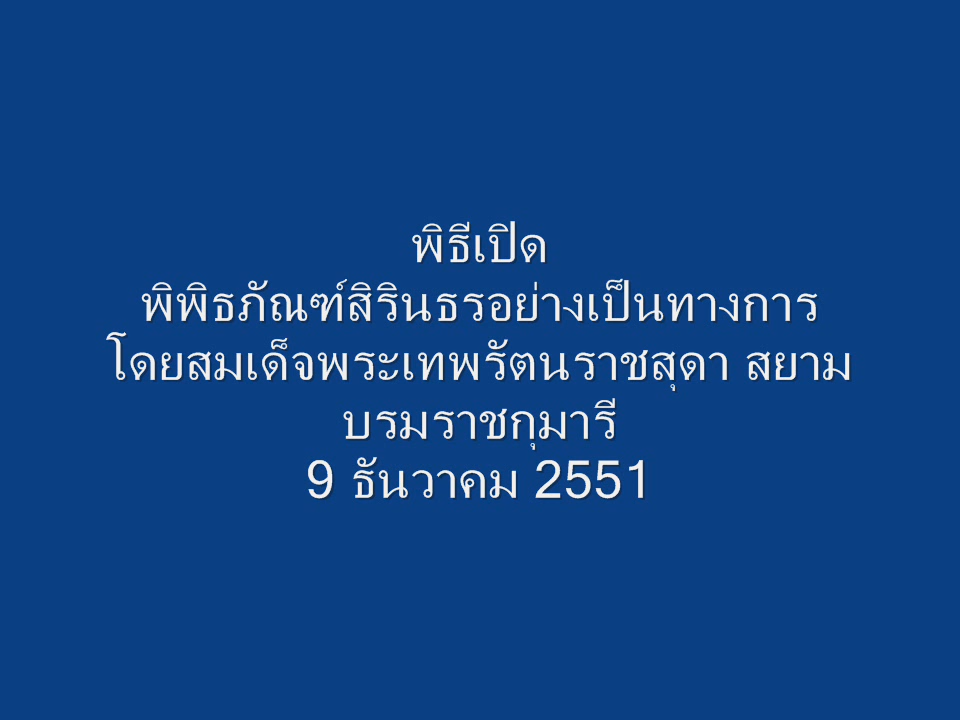 พิธีเปิด
พิพิธภัณฑ์สิรินธรอย่างเป็นทางการ
โดยสมเด็จพระเทพรัตนราชสุดา สยาม
บรมราชกุมารี
9 ธันวาคม 2551